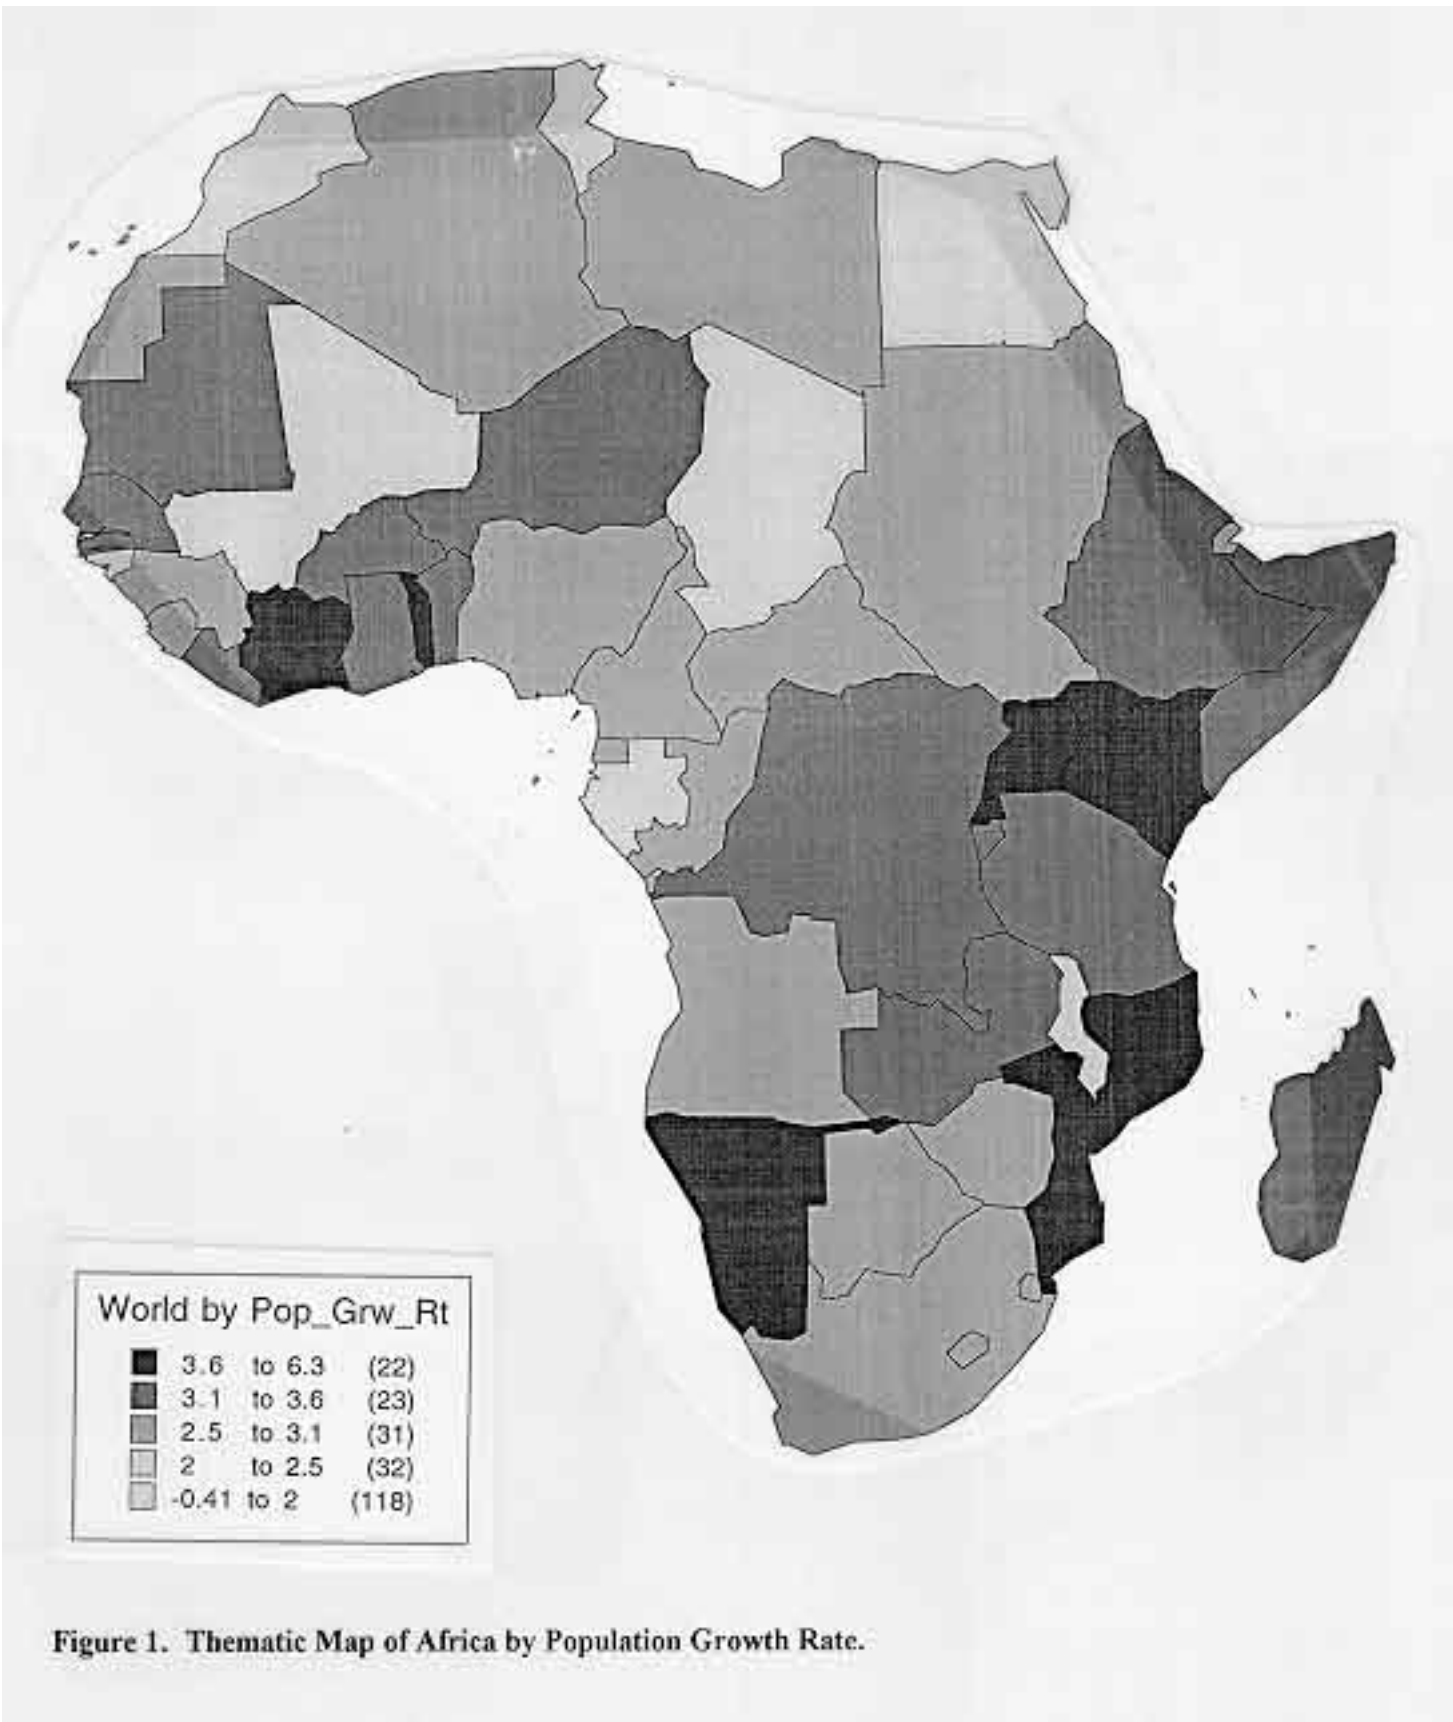 World by Pop_Grw_Rt
3.6 to 6.3 (22)
3.1 to 3.6 (23)
2.5 to 3.1 (31)
2 to 2.5 (32)
-0.41 to 2 (118)
Figure 1. Thematic Map of Africa by Population Growth Rate.